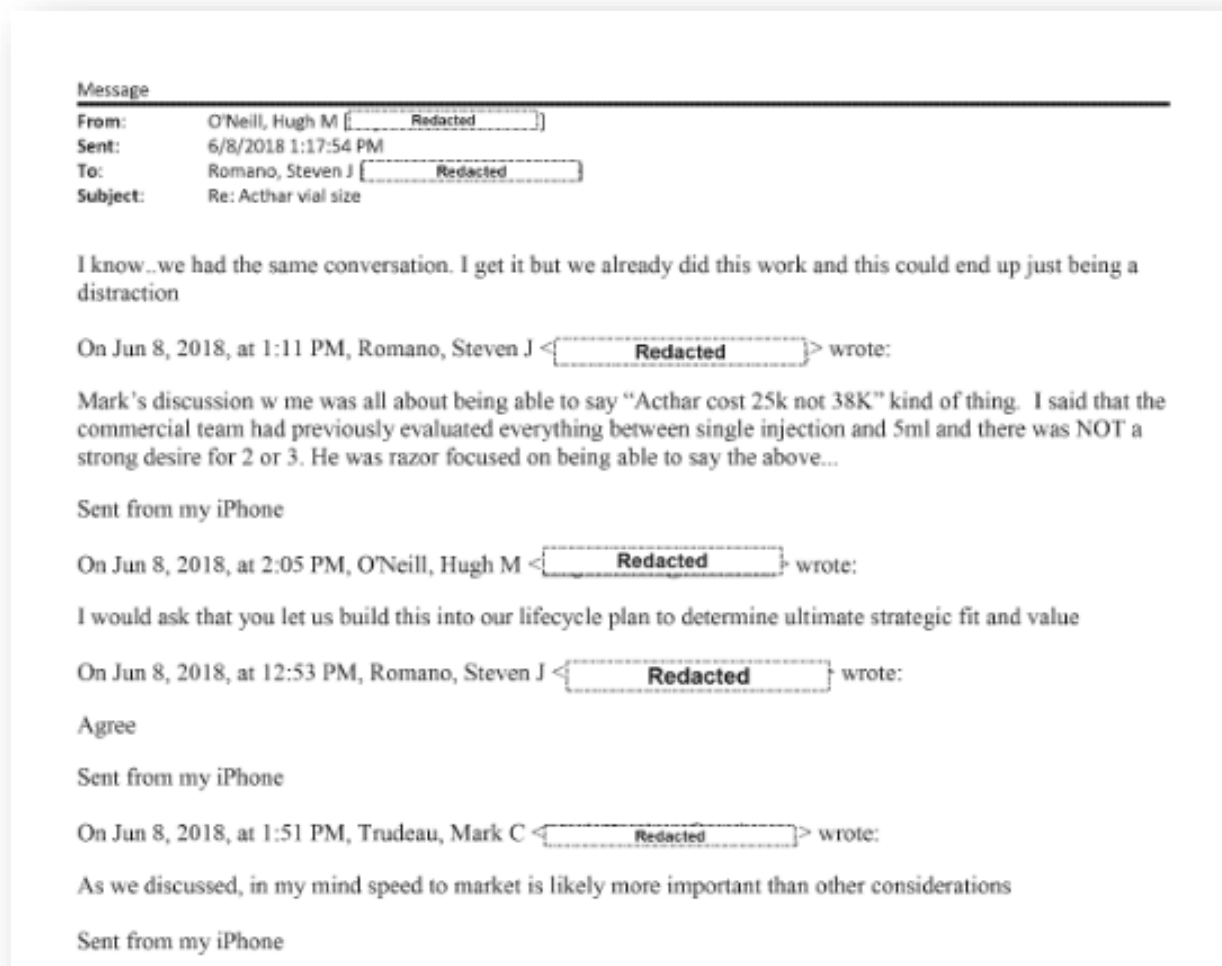 Message
From: O'Neill, Hugh M [ Redacted ]
Sent: 6/8/2018 1:17:54 PM
To: Romano, Steven J [ Redacted ]
Subject: Re: Acthar vial size
I know..we had the same conversation. I get it but we already did this work and this could end up just being a
distraction
On Jun 8, 2018, at 1:11 PM, Romano, Steven J < Redacted > wrote:
Mark's discussion w me was all about being able to say “Acthar cost 25k not 38K” kind of thing. I said that the
commercial team had previously evaluated everything between single injection and 5ml and there was NOT a
strong desire for 2 or 3. He was razor focused on being able to say the above...
Sent from my iPhone
On Jun 8, 2018, at 2:05 PM, O'Neill, Hugh M < Redacted > wrote:
I would ask that you let us build this into our lifecycle plan to determine ultimate strategic fit and value
On Jun 8, 2018, at 12:53 PM, Romano, Steven J < Redacted wrote:
Agree
Sent from my iPhone
On Jun 8, 2018, at 1:51 PM, Trudeau, Mark C < Redacted > wrote:
As we discussed, in my mind speed to market is likely more important than other considerations
Sent from my iPhone